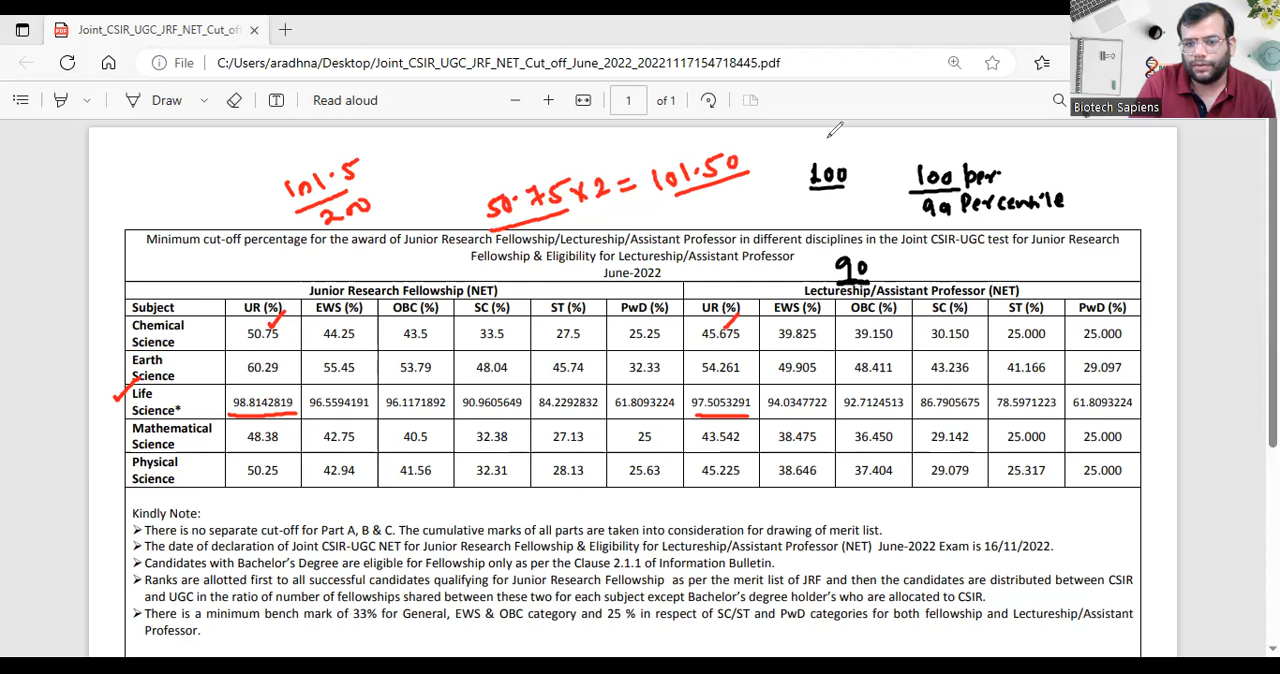 Joint_CSIR_UGC_JRF_NET_Cut_off
File C:/Users/aradhna/Desktop/Joint_CSIR_UGC_JRF_NET_Cut_off_June_2022_20221117154718445.pdf
Draw Read aloud 1 of 1
Biotech Sapiens
101.5
200
50.75 x 2 = 101.50
100
100 per
99 Percentile
Minimum cut-off percentage for the award of Junior Research Fellowship/Lectureship/Assistant Professor in different disciplines in the Joint CSIR-UGC test for Junior Research
Fellowship & Eligibility for Lectureship/Assistant Professor
June-2022
90
Junior Research Fellowship (NET) Lectureship/Assistant Professor (NET)
Subject UR (%) EWS (%) OBC (%) SC (%) ST (%) PwD (%) UR (%) EWS (%) OBC (%) SC (%) ST (%) PwD (%)
Chemical
Science 50.75 44.25 43.5 33.5 27.5 25.25 45.675 39.825 39.150 30.150 25.000 25.000
Earth
Science 60.29 55.45 53.79 48.04 45.74 32.33 54.261 49.905 48.411 43.236 41.166 29.097
Life
Science* 98.8142819 96.5594191 96.1171892 90.9605649 84.2292832 61.8093224 97.5053291 94.0347722 92.7124513 86.7905675 78.5971223 61.8093224
Mathematical
Science 48.38 42.75 40.5 32.38 27.13 25 43.542 38.475 36.450 29.142 25.000 25.000
Physical
Science 50.25 42.94 41.56 32.31 28.13 25.63 45.225 38.646 37.404 29.079 25.317 25.000
Kindly Note:
➢ There is no separate cut-off for Part A, B & C. The cumulative marks of all parts are taken into consideration for drawing of merit list.
➢ The date of declaration of Joint CSIR-UGC NET for Junior Research Fellowship & Eligibility for Lectureship/Assistant Professor (NET) June-2022 Exam is 16/11/2022.
➢ Candidates with Bachelor's Degree are eligible for Fellowship only as per the Clause 2.1.1 of Information Bulletin.
➢ Ranks are allotted first to all successful candidates qualifying for Junior Research Fellowship as per the merit list of JRF and then the candidates are distributed between CSIR
and UGC in the ratio of number of fellowships shared between these two for each subject except Bachelor's degree holder's who are allocated to CSIR.
➢ There is a minimum bench mark of 33% for General, EWS & OBC category and 25 % in respect of SC/ST and PwD categories for both fellowship and Lectureship/Assistant
Professor.